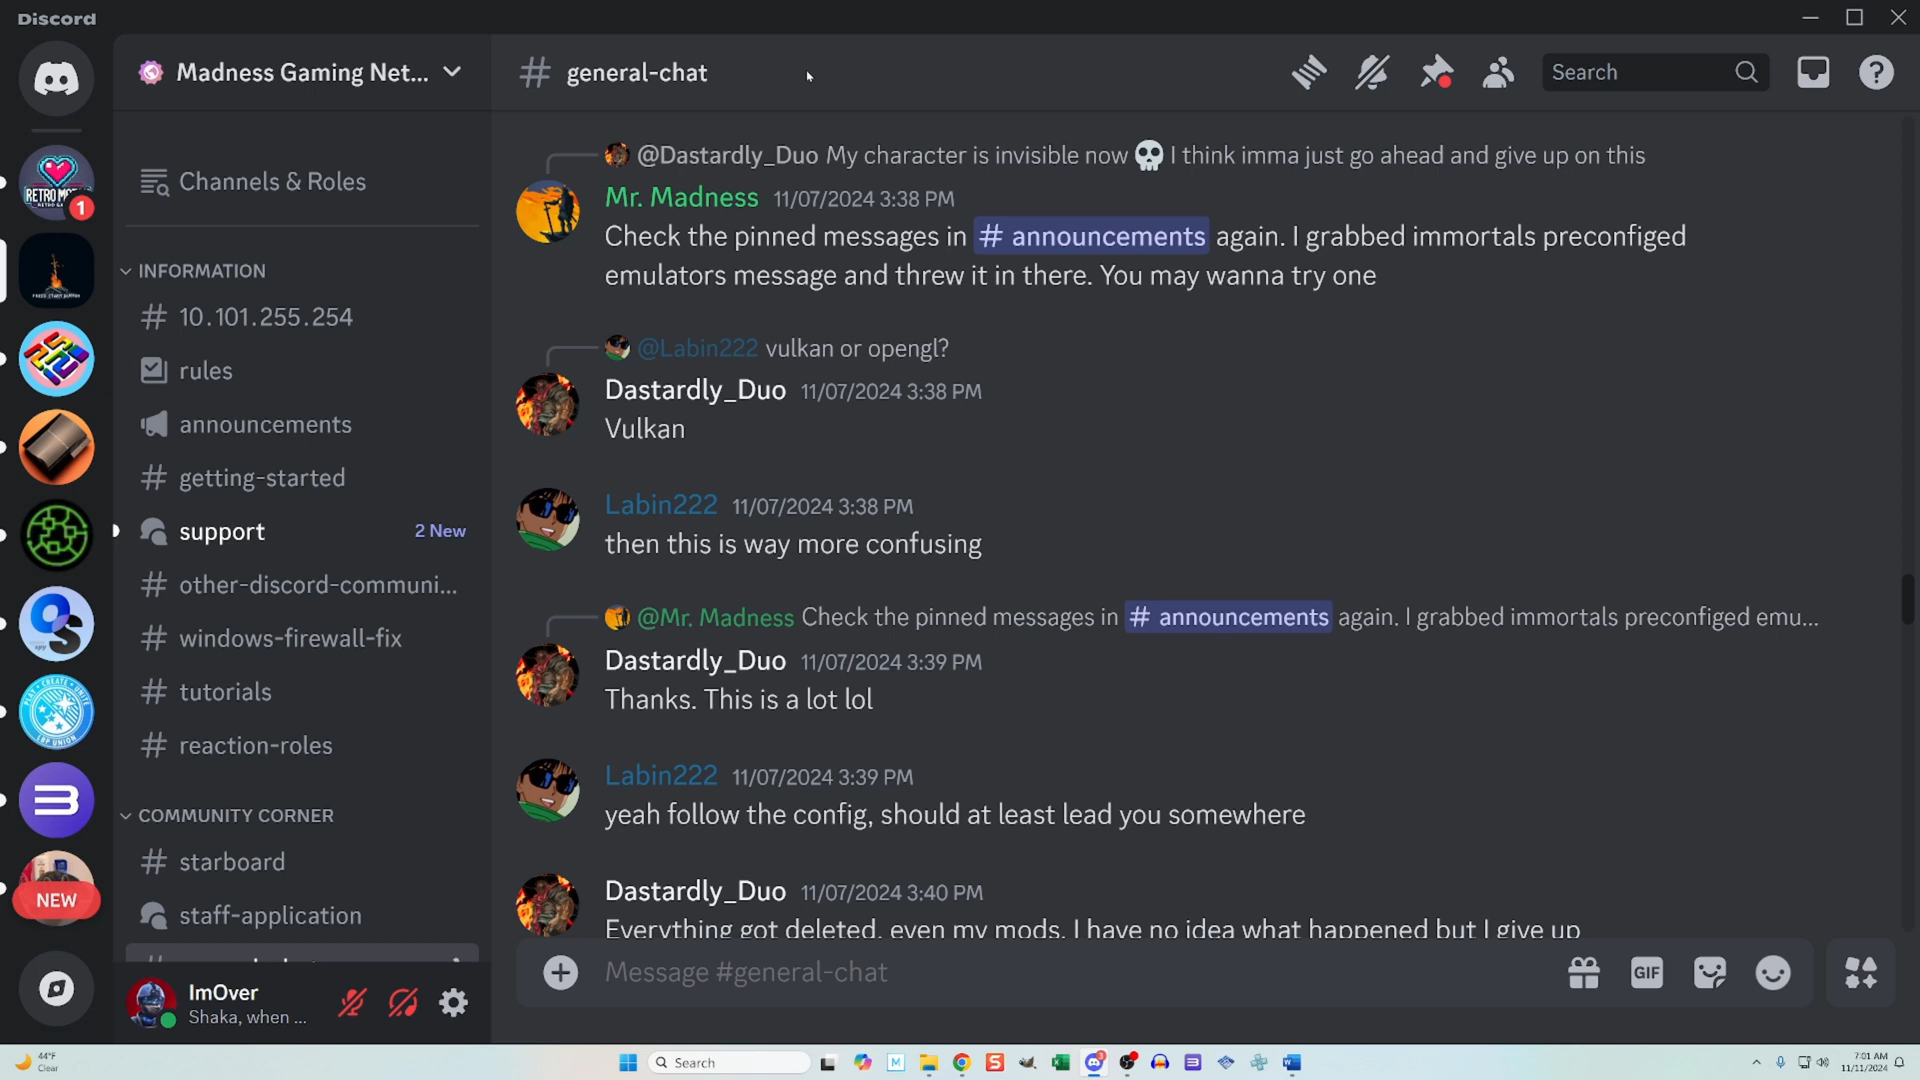 Discord
Madness Gaming Net...
# general-chat
Search
RETRO
1
Channels & Roles
INFORMATION
# 10.101.255.254
rules
announcements
# getting-started
support
2 New
# other-discord-communi...
# windows-firewall-fix
# tutorials
# reaction-roles
COMMUNITY CORNER
# starboard
staff-application
NEW
ImOver
Shaka, when ...
@Dastardly_Duo My character is invisible now 💀 I think imma just go ahead and give up on this
Mr. Madness 11/07/2024 3:38 PM
Check the pinned messages in # announcements again. I grabbed immortals preconfiged
emulators message and threw it in there. You may wanna try one
@Labin222 vulkan or opengl?
Dastardly_Duo 11/07/2024 3:38 PM
Vulkan
Labin222 11/07/2024 3:38 PM
then this is way more confusing
@Mr. Madness Check the pinned messages in # announcements again. I grabbed immortals preconfiged emu...
Dastardly_Duo 11/07/2024 3:39 PM
Thanks. This is a lot lol
Labin222 11/07/2024 3:39 PM
yeah follow the config, should at least lead you somewhere
Dastardly_Duo 11/07/2024 3:40 PM
Everything got deleted, even my mods. I have no idea what happened but I give up
Message #general-chat
GIF
44°F
Clear
Search
7:01 AM
11/11/2024